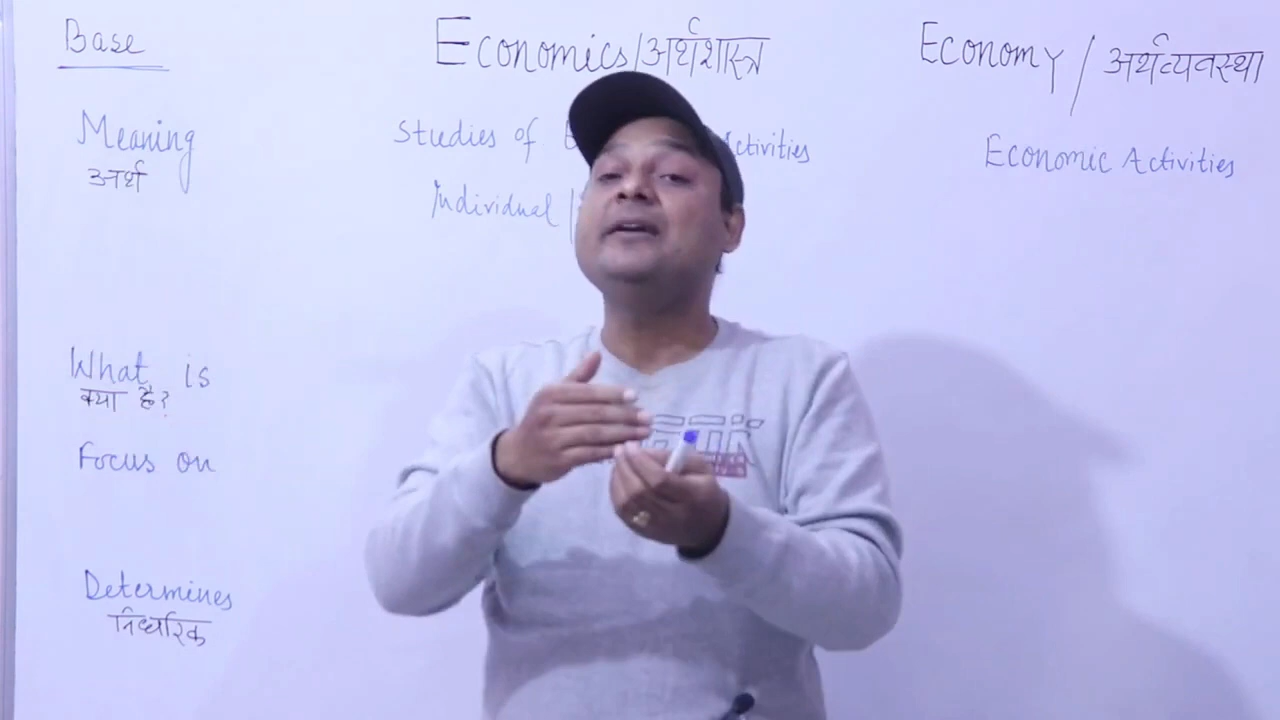 Base
Economics/अर्थशास्त्र
Economy / अर्थव्यवस्था
Meaning
अर्थ
Studies of Activities
Individual |
Economic Activities
What is
क्या है?
Focus on
Determines
निर्धारक